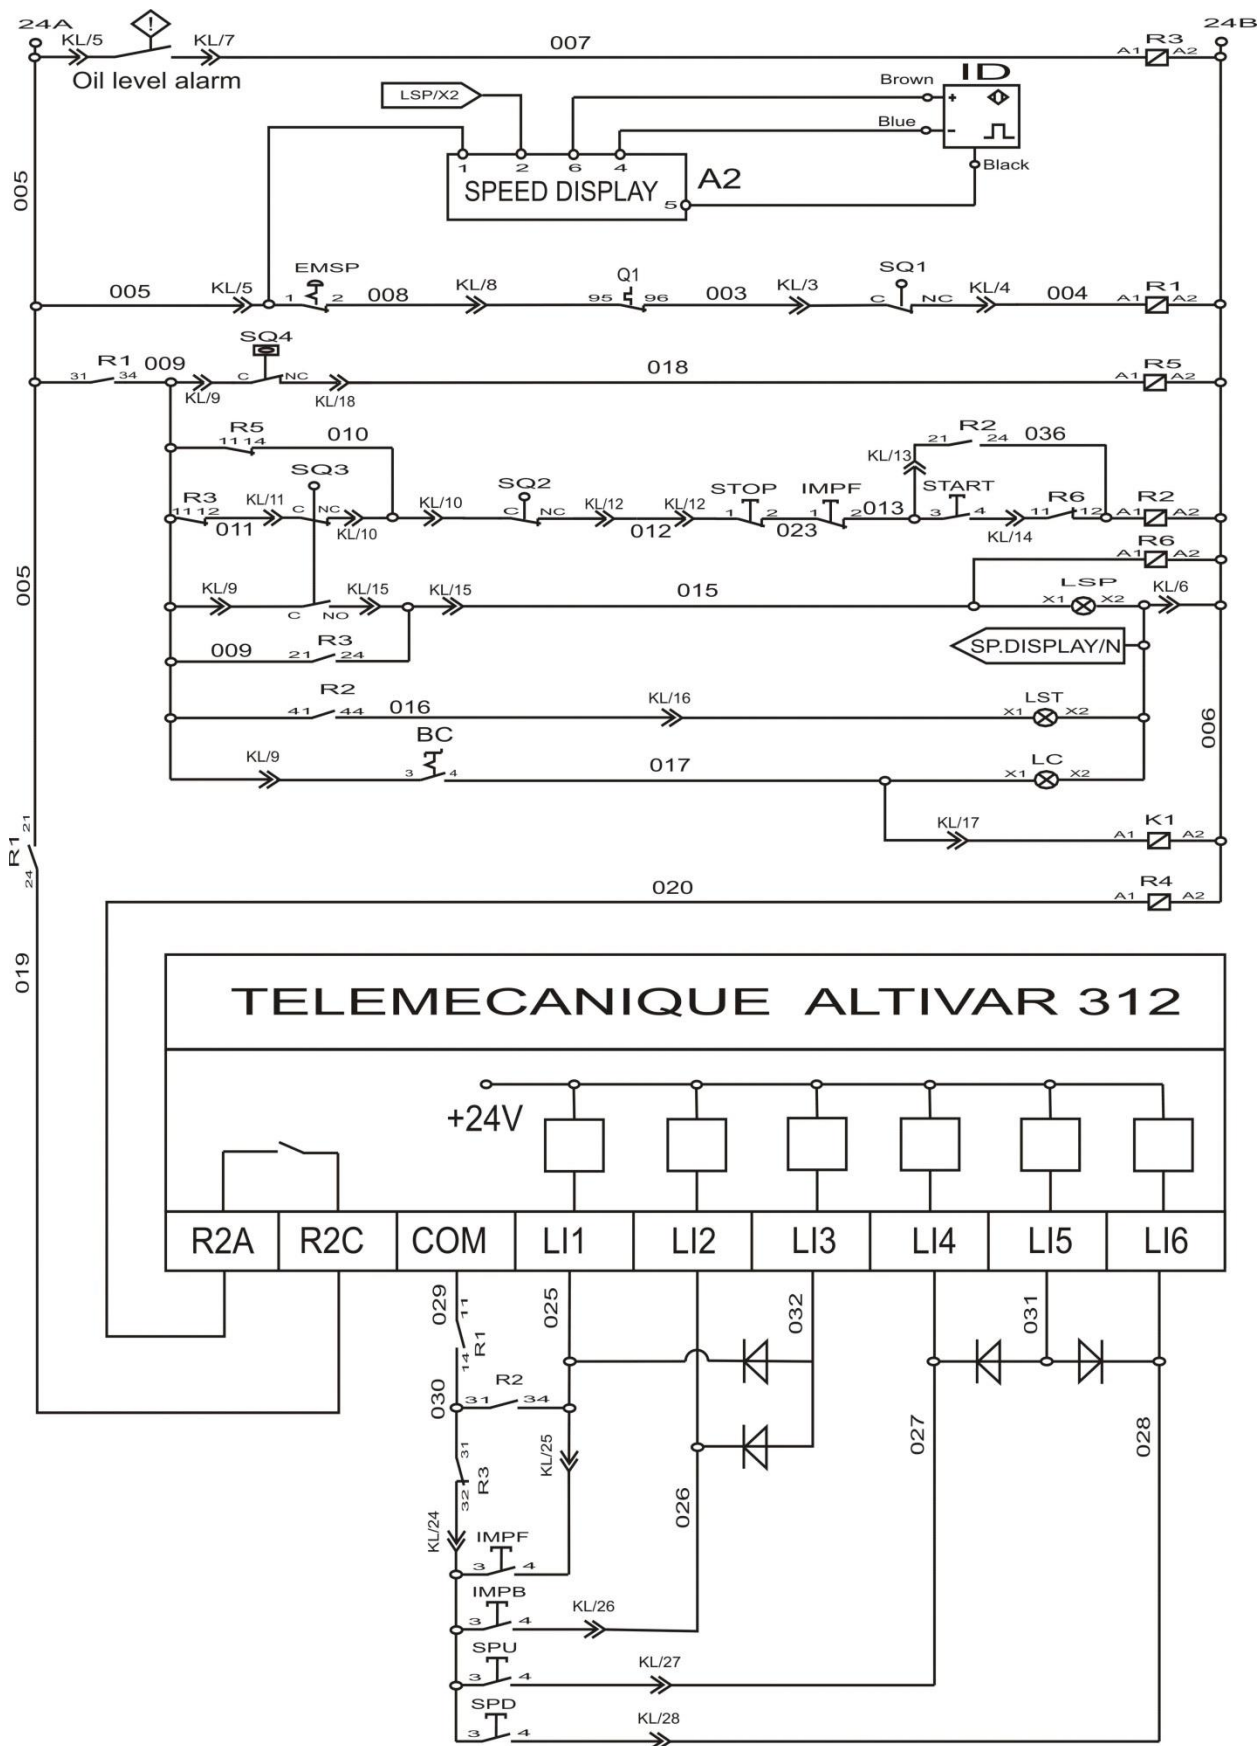 24A
!
KL/5
KL/7
007
24B
R3
A1
A2
Oil level alarm
LSP/X2
Brown
ID
+
Blue
-
Black
1
2
6
4
SPEED DISPLAY
5
A2
005
005
KL/5
1
EMSP
2
008
KL/8
95
Q1
96
003
KL/3
SQ1
C
NC
KL/4
004
R1
A1
A2
R1
31
34
009
KL/9
SQ4
C
NC
KL/18
018
R5
A1
A2
R5
11 14
010
R2
21
24
036
KL/13
R3
11 12
011
KL/11
SQ3
C
NC
KL/10
KL/10
SQ2
C
NC
KL/12
012
KL/12
STOP
1
2
023
IMPF
1
2
013
START
3
4
KL/14
R6
11
12
R2
A1
A2
R6
A1
A2
005
KL/9
C
NO
KL/15
KL/15
015
LSP
X1
X2
KL/6
009
R3
21
24
SP.DISPLAY/N
R2
41
44
016
KL/16
LST
X1
X2
006
KL/9
BC
3
4
017
LC
X1
X2
KL/17
K1
A1
A2
R1
21
24
020
R4
A1
A2
019
TELEMECANIQUE ALTIVAR 312
+24V
R2A
R2C
COM
LI1
LI2
LI3
LI4
LI5
LI6
029
11
R1
14
025
032
031
030
R2
31
34
31
R3
32
KL/24
KL/25
026
027
028
IMPF
3
4
IMPB
3
4
KL/26
SPU
3
4
KL/27
SPD
3
4
KL/28